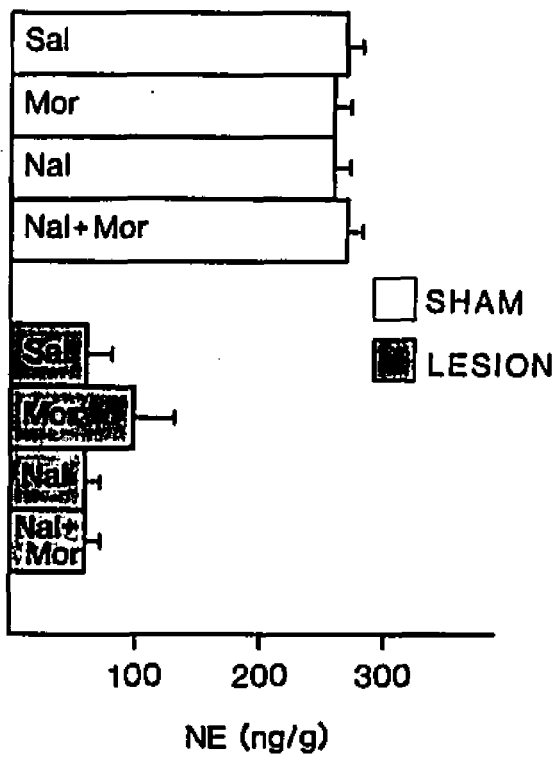 Sal
Mor
Nal
Nal+Mor
SHAM
LESION
Sal
Mor
Nal
Nal+
Mor
100 200 300
NE (ng/g)